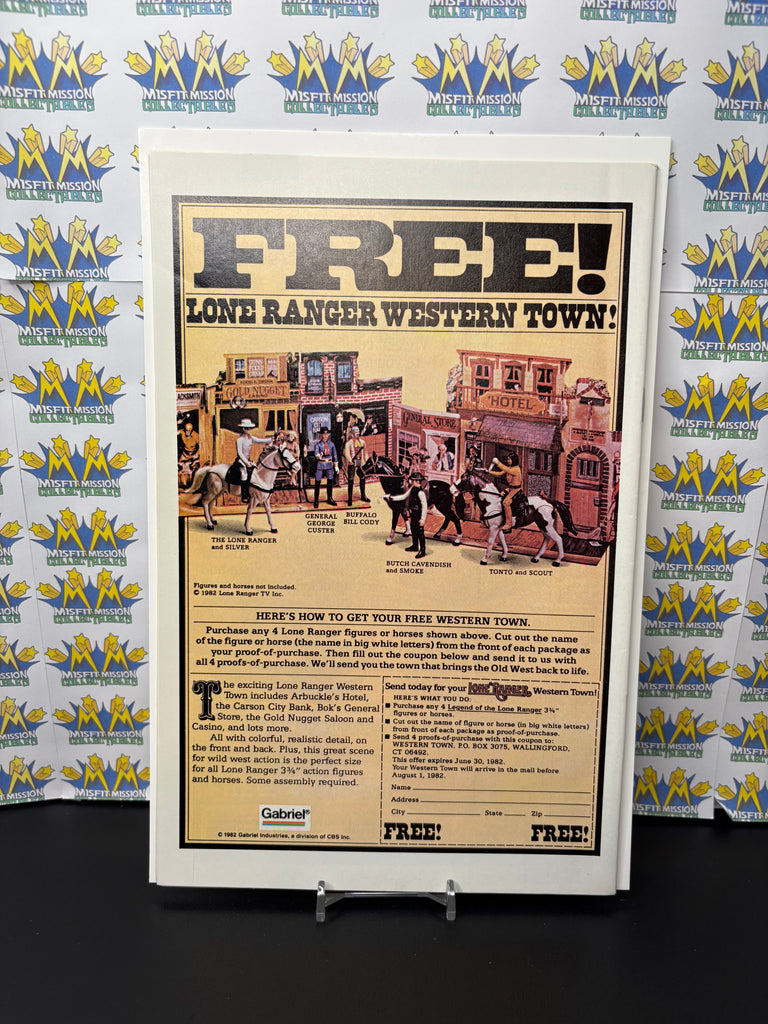 MISFIT MISSION
COLLECTABLES
FREE!
LONE RANGER WESTERN TOWN!
GOLD NUGGET
GENERAL STORE
HOTEL
THE LONE RANGER
and SILVER
GENERAL
GEORGE
CUSTER
BUFFALO
BILL CODY
BUTCH CAVENDISH
and SMOKE
TONTO and SCOUT
Figures and horses not included.
© 1982 Lone Ranger TV Inc.
HERE'S HOW TO GET YOUR FREE WESTERN TOWN.
Purchase any 4 Lone Ranger figures or horses shown above. Cut out the name
of the figure or horse (the name in big white letters) from the front of each package as
your proof-of-purchase. Then fill out the coupon below and send it to us with
all 4 proofs-of-purchase. We'll send you the town that brings the Old West back to life.
The exciting Lone Ranger Western
Town includes Arbuckle's Hotel,
the Carson City Bank, Bok's General
Store, the Gold Nugget Saloon and
Casino, and lots more.
All with colorful, realistic detail, on
the front and back. Plus, this great scene
for wild west action is the perfect size
for all Lone Ranger 3¾" action figures
and horses. Some assembly required.
Gabriel®
© 1982 Gabriel Industries, a division of CBS Inc.
Send today for your LONE RANGER Western Town!
HERE'S WHAT YOU DO:
■ Purchase any 4 Legend of the Lone Ranger 3¾"
figures or horses.
■ Cut out name of figure or horse (in big white letters)
from front of each package as proof-of-purchase.
■ Send 4 proofs-of-purchase with this coupon to:
WESTERN TOWN, P.O. BOX 3075, WALLINGFORD,
CT 06492.
This offer expires June 30, 1982.
Your Western Town will arrive in the mail before
August 1, 1982.
Name
Address
City State Zip
FREE! FREE!